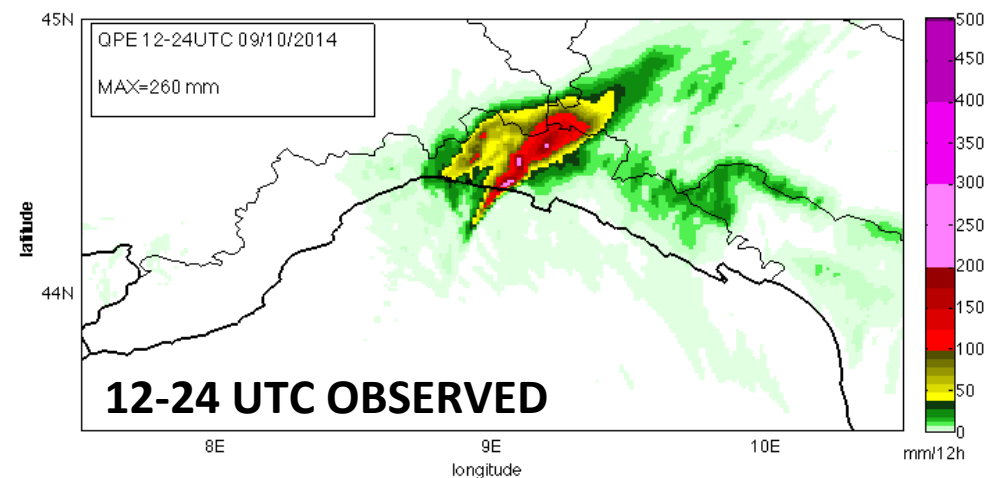 45N
QPE 12-24UTC 09/10/2014
MAX=260 mm
latitude
44N
12-24 UTC OBSERVED
8E
9E
10E
longitude
500
450
400
350
300
250
200
150
100
50
0
mm/12h